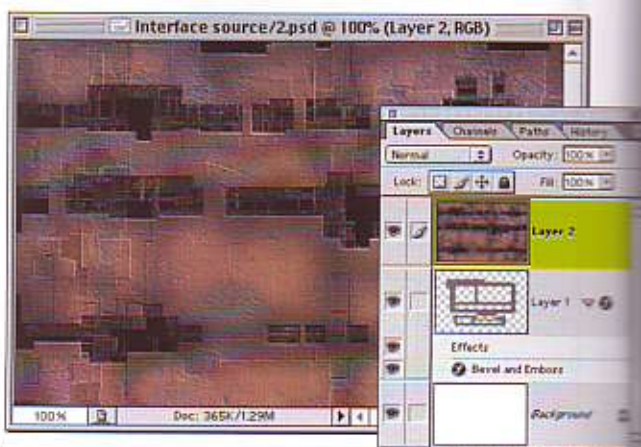 Interface source/2.psd @ 100% (Layer 2, RGB)
Layers Channels Paths History
Normal Opacity: 100%
Lock: Fill: 100%
Layer 2
Layer 1
Effects
Bevel and Emboss
Background
100% Doc: 365K/1.29M